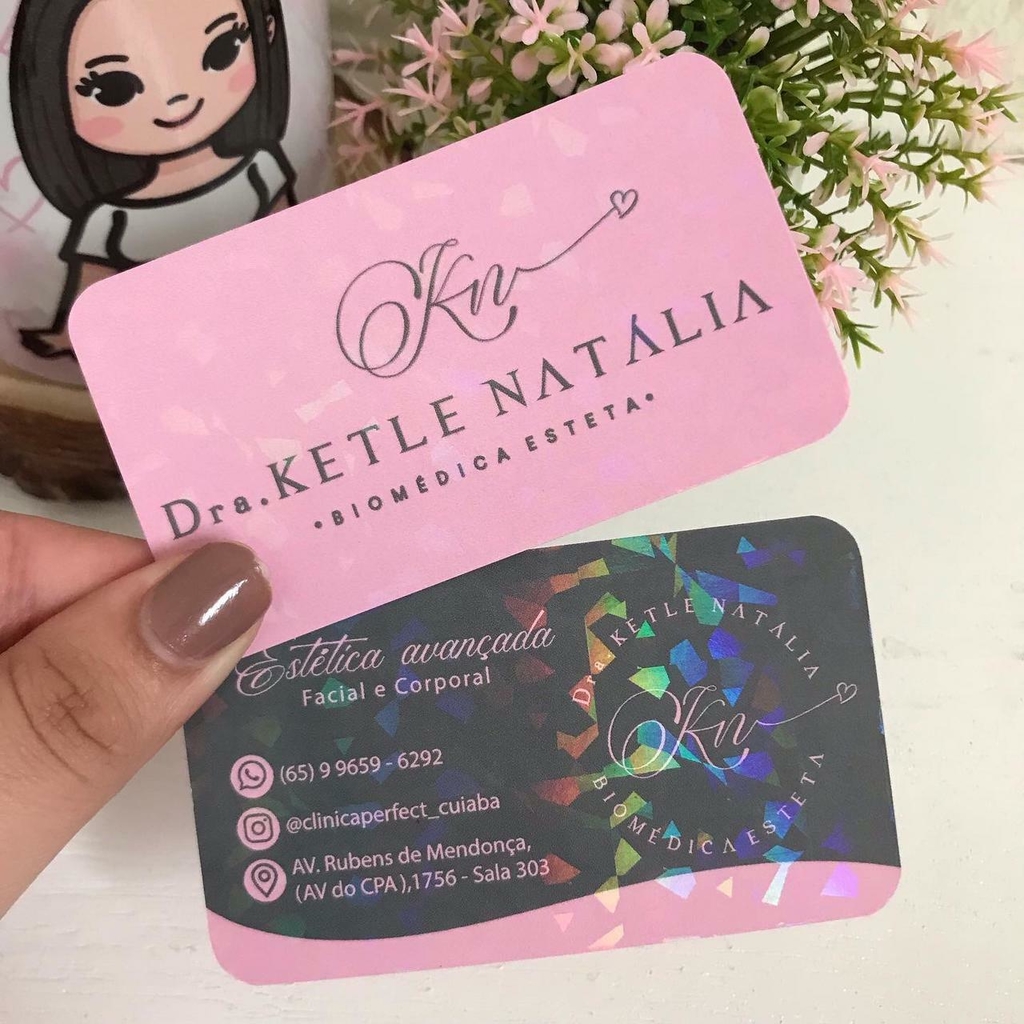 Kn
Dra. KETLE NATÁLIA
•BIOMÉDICA ESTETA•
Estética avançada
Facial e Corporal
(65) 9 9659 - 6292
@clinicaperfect_cuiaba
AV. Rubens de Mendonça,
(AV do CPA),1756 - Sala 303
Dra. KETLE NATÁLIA
Kn
BIOMÉDICA ESTETA